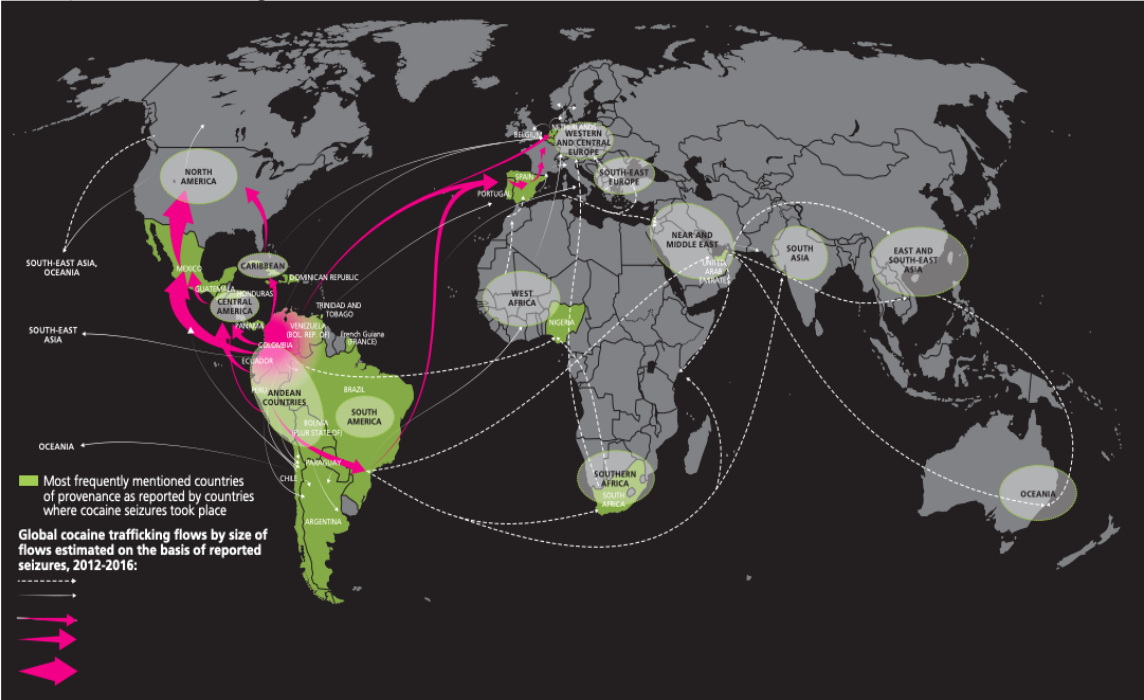 NORTH
AMERICA
BELGIUM
NETHERLANDS
WESTERN
AND CENTRAL
EUROPE
SOUTH-EAST
EUROPE
SPAIN
PORTUGAL
SOUTH-EAST ASIA,
OCEANIA
MEXICO
CARIBBEAN
DOMINICAN REPUBLIC
GUATEMALA
HONDURAS
CENTRAL
AMERICA
PANAMA
TRINIDAD AND
TOBAGO
VENEZUELA
(BOL. REP. OF)
French Guiana
(FRANCE)
COLOMBIA
ECUADOR
SOUTH-EAST
ASIA
WEST
AFRICA
NIGERIA
NEAR AND
MIDDLE EAST
UNITED
ARAB
EMIRATES
SOUTH
ASIA
EAST AND
SOUTH-EAST
ASIA
PERU
ANDEAN
COUNTRIES
BRAZIL
SOUTH
AMERICA
BOLIVIA
(PLUR STATE OF)
PARAGUAY
CHILE
ARGENTINA
OCEANIA
SOUTHERN
AFRICA
SOUTH
AFRICA
OCEANIA
Most frequently mentioned countries
of provenance as reported by countries
where cocaine seizures took place
Global cocaine trafficking flows by size of
flows estimated on the basis of reported
seizures, 2012-2016: